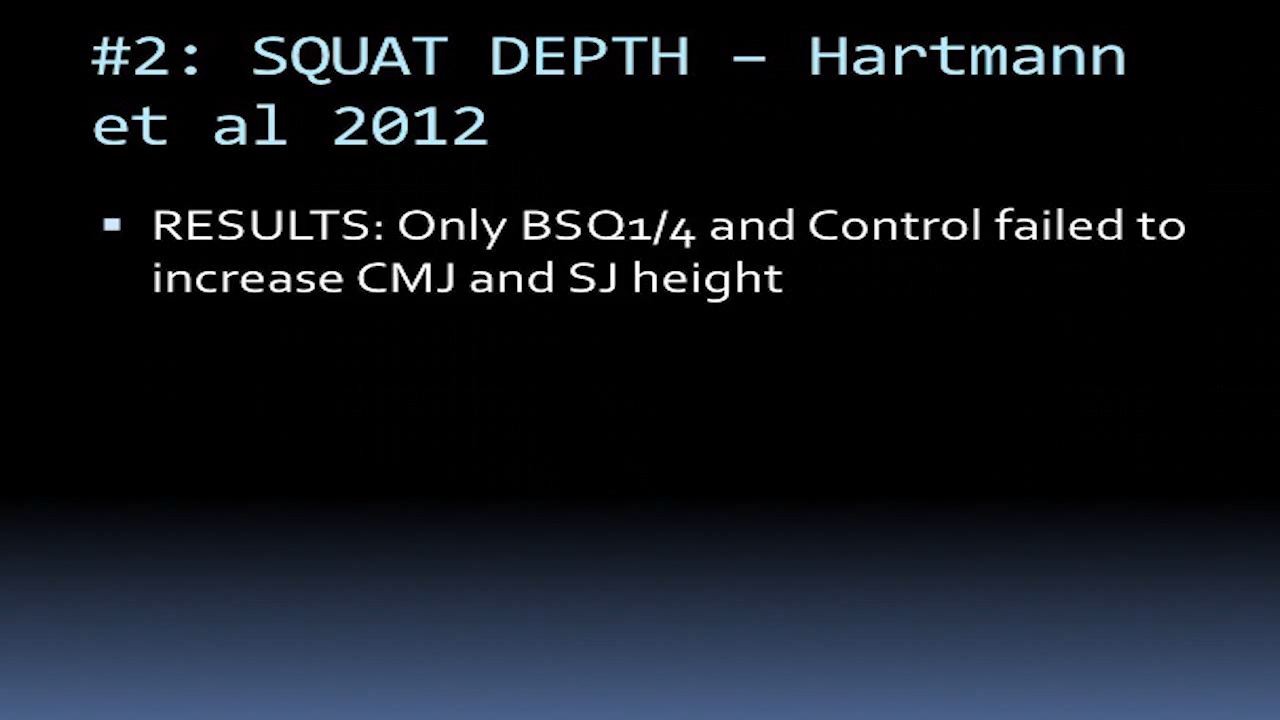 #2: SQUAT DEPTH – Hartmann
et al 2012
▪ RESULTS: Only BSQ1/4 and Control failed to
increase CMJ and SJ height